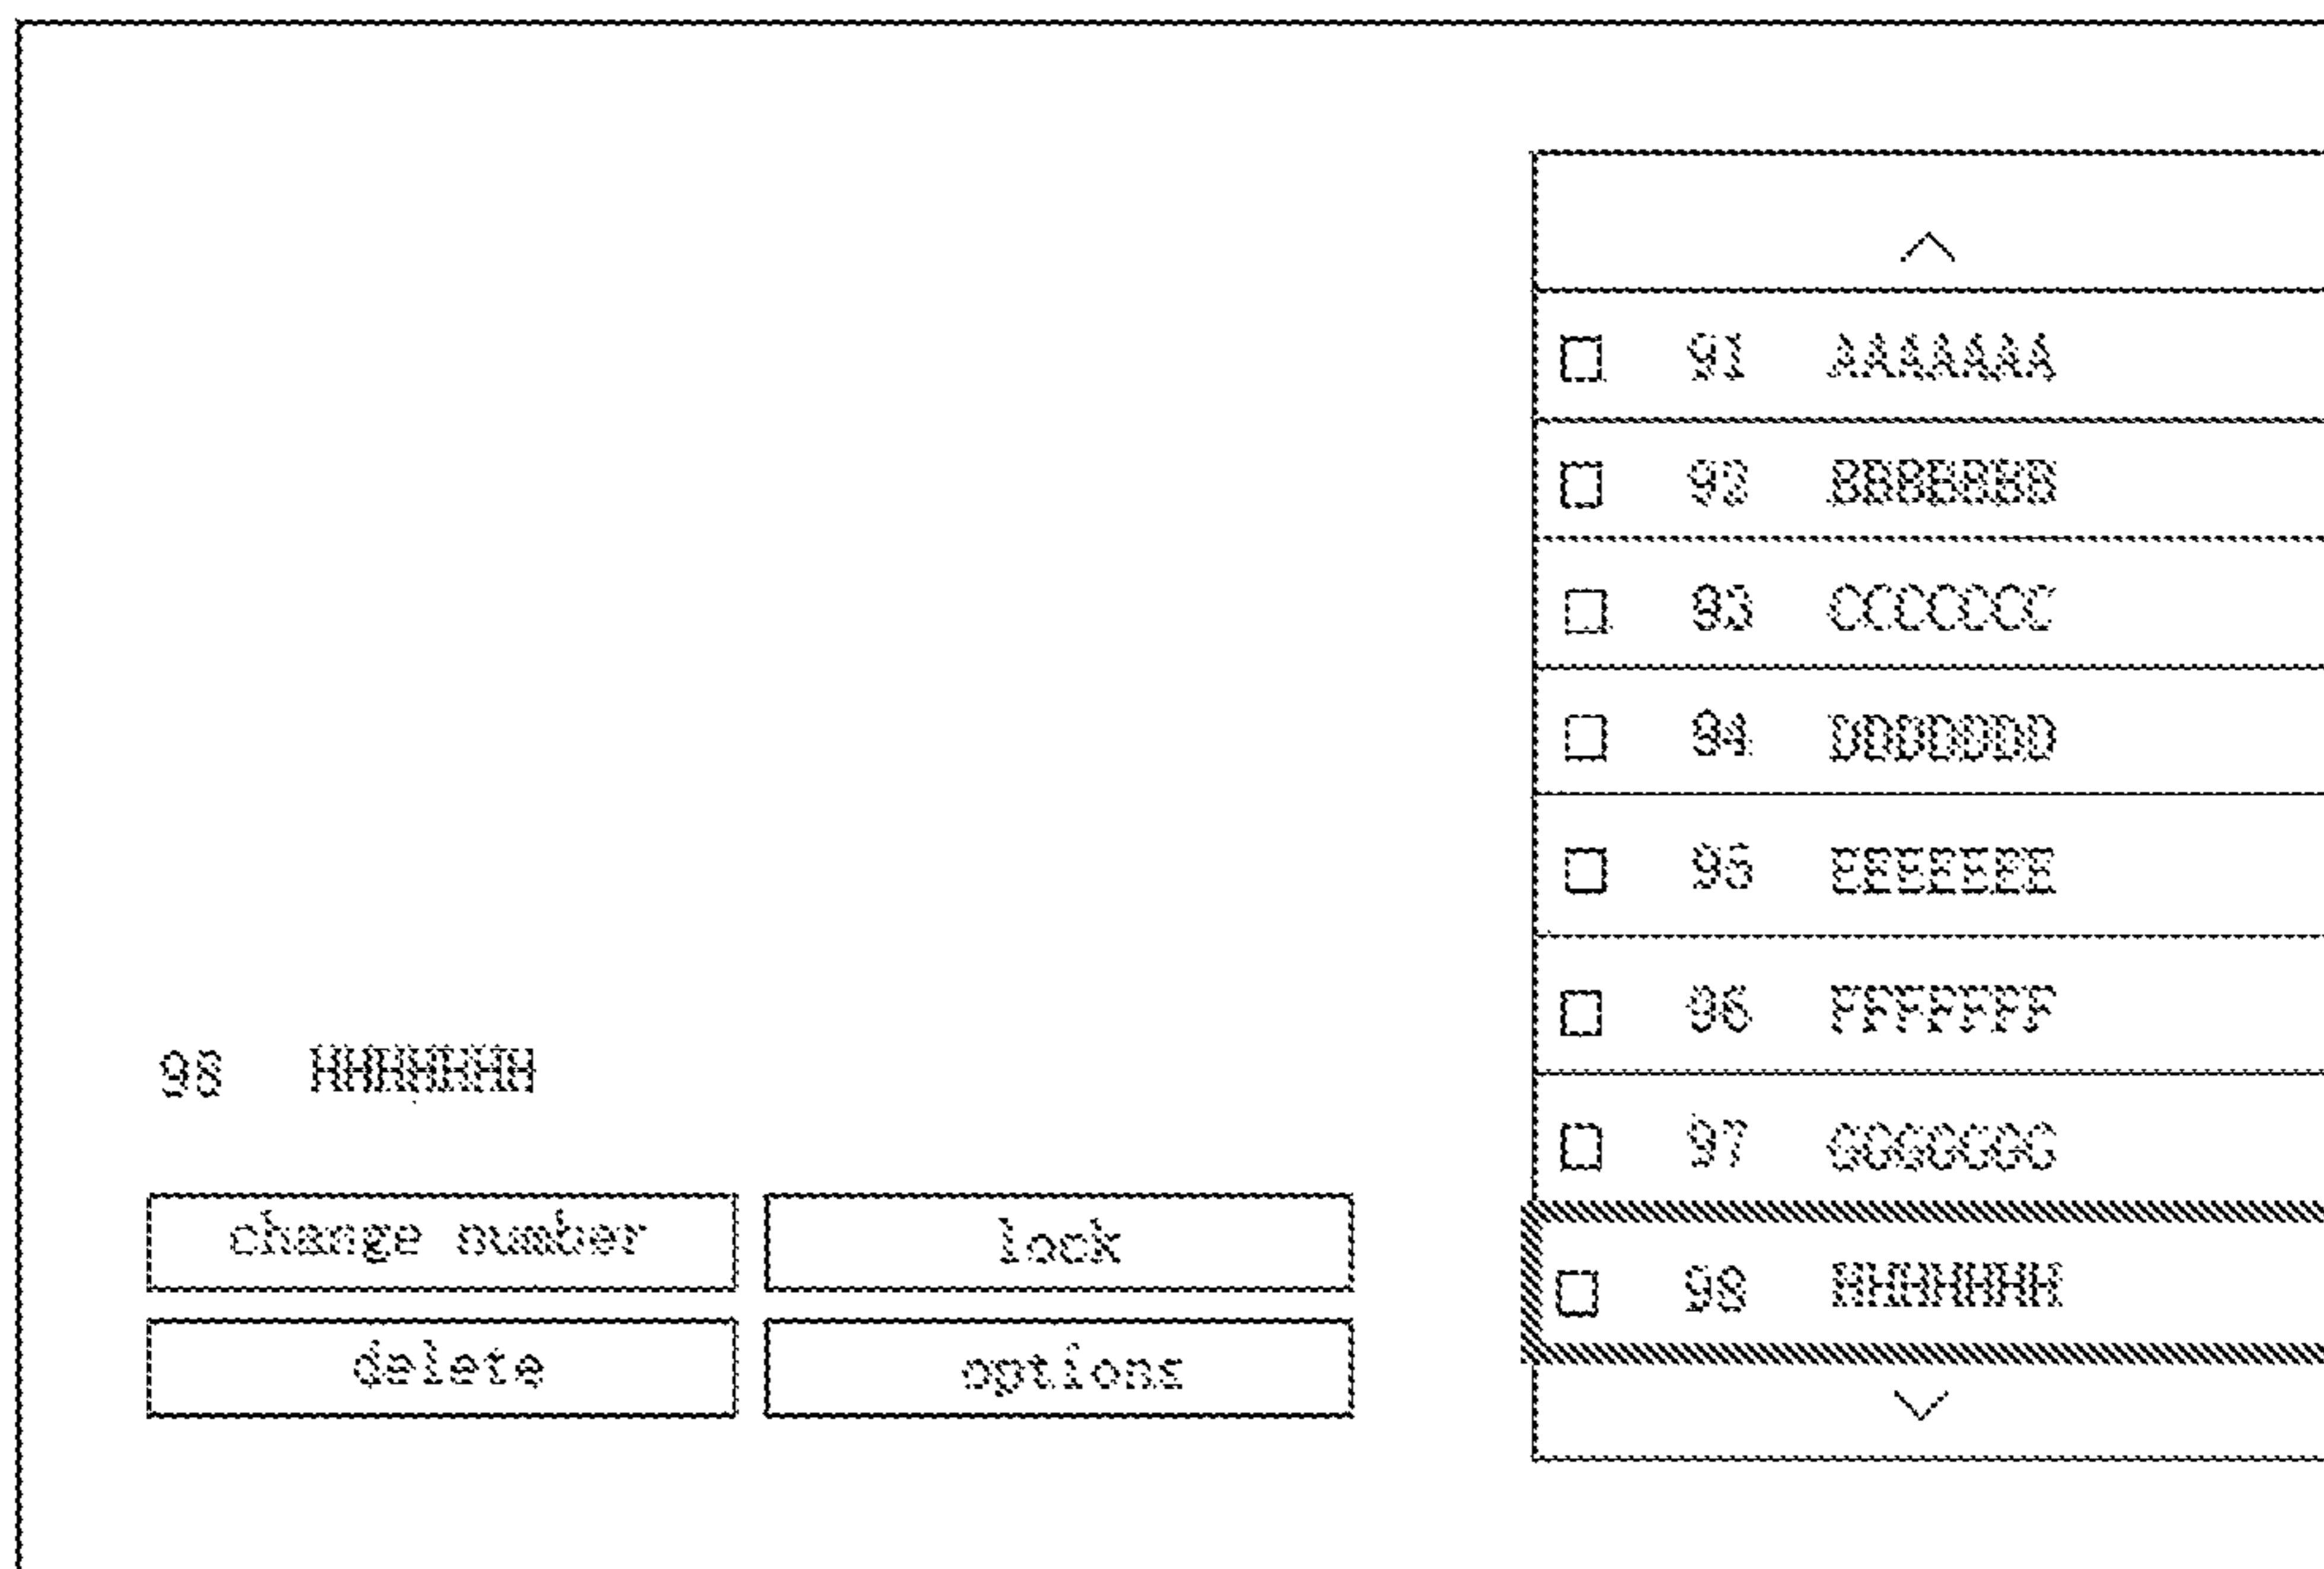 98 HHHHHHH
change number lock
delete options
91 AAAAAAA
92 BBBBBBB
93 CCCCCCC
94 DDDDDDD
95 EEEEEEE
96 FFFFFFF
97 GGGGGGG
98 HHHHHHH